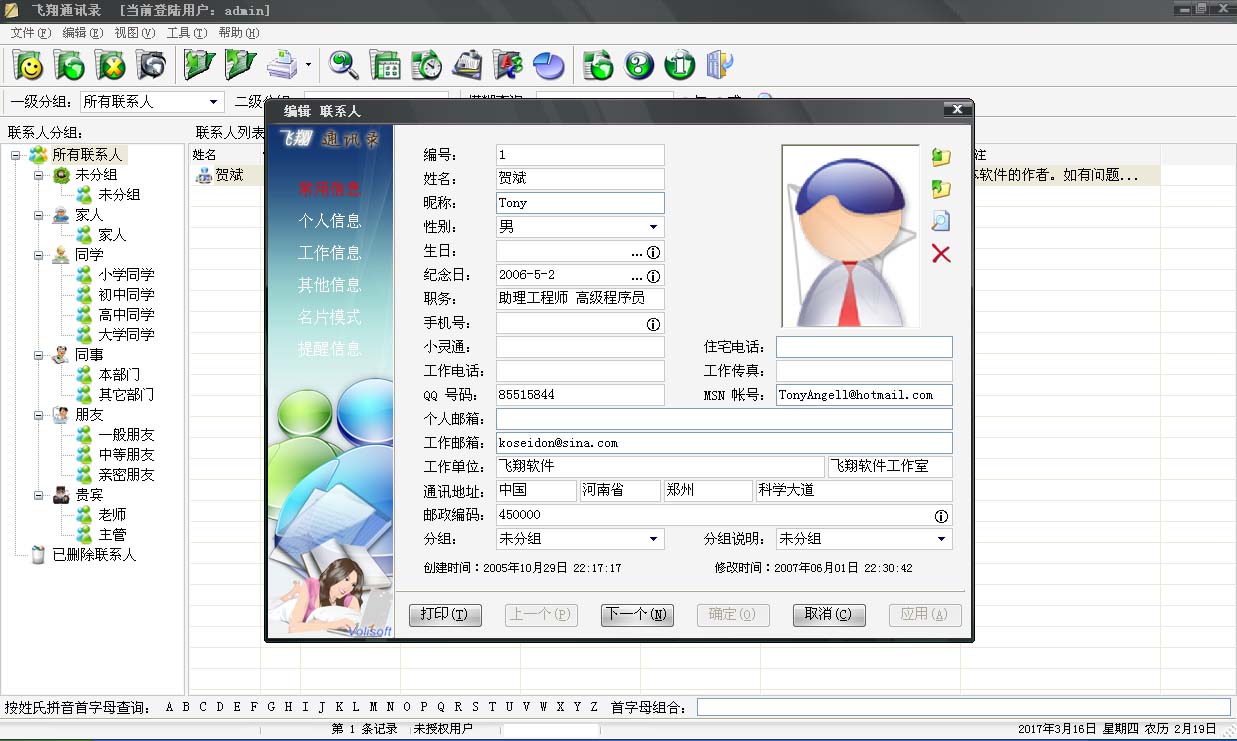 飞翔通讯录 [当前登陆用户: admin]
文件(F) 编辑(E) 视图(V) 工具(T) 帮助(H)
一级分组: 所有联系人
联系人分组: 联系人列表
所有联系人
未分组
未分组
家人
家人
同学
小学同学
初中同学
高中同学
大学同学
同事
本部门
其它部门
朋友
一般朋友
中等朋友
亲密朋友
贵宾
老师
主管
已删除联系人
姓名
贺斌
注
软件的作者。如有问题...
编辑 联系人
飞翔 通讯录
常用信息
个人信息
工作信息
其他信息
名片模式
提醒信息
Volisoft
编号: 1
姓名: 贺斌
昵称: Tony
性别: 男
生日: ...
纪念日: 2006-5-2 ...
职务: 助理工程师 高级程序员
手机号:
小灵通: 住宅电话:
工作电话: 工作传真:
QQ 号码: 85515844 MSN 帐号: TonyAngell@hotmail.com
个人邮箱:
工作邮箱: koseidon@sina.com
工作单位: 飞翔软件 飞翔软件工作室
通讯地址: 中国 河南省 郑州 科学大道
邮政编码: 450000
分组: 未分组 分组说明: 未分组
创建时间：2005年10月29日 22:17:17 修改时间：2007年06月01日 22:30:42
打印(T) 上一个(P) 下一个(N) 确定(O) 取消(C) 应用(A)
按姓氏拼音首字母查询: A B C D E F G H I J K L M N O P Q R S T U V W X Y Z 首字母组合:
第 1 条记录 未授权用户 2017年3月16日 星期四 农历 2月19日